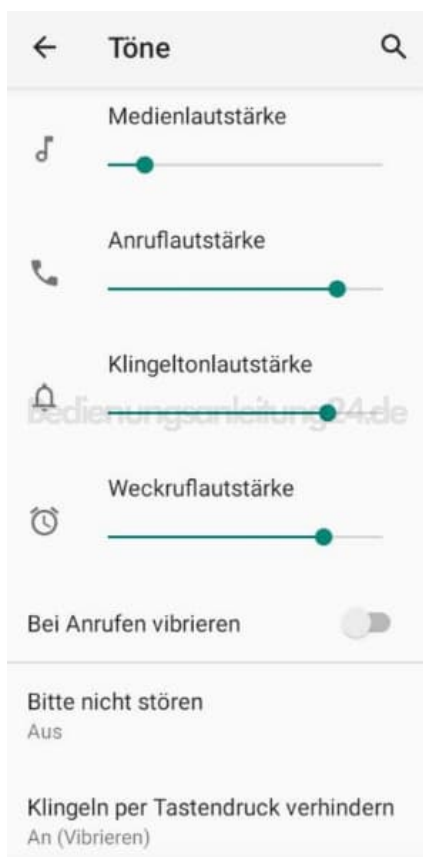 Töne
Medienlautstärke
Anruflautstärke
Klingeltonlautstärke
bedienungsanleitung24.de
Weckruflautstärke
Bei Anrufen vibrieren
Bitte nicht stören
Aus
Klingeln per Tastendruck verhindern
An (Vibrieren)